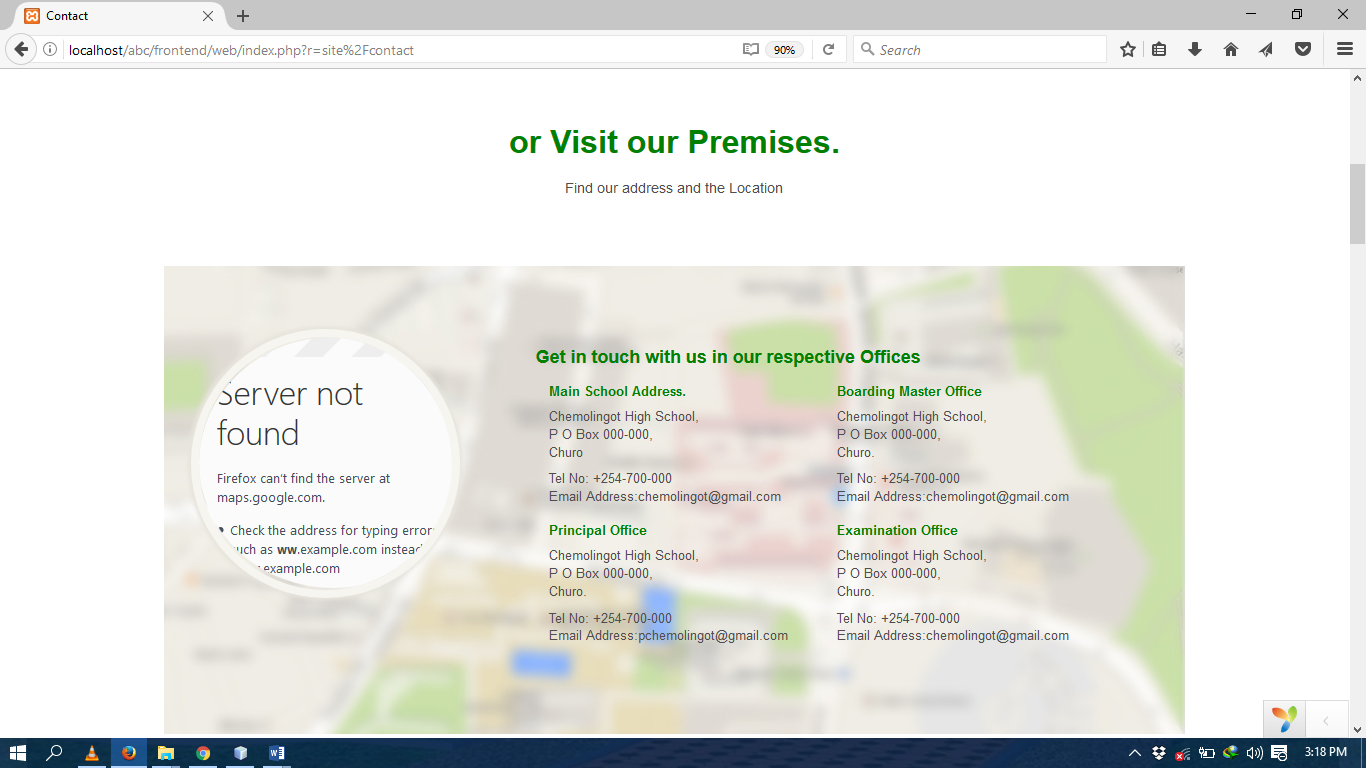 Contact
localhost/abc/frontend/web/index.php?r=site%2Fcontact
90%
Search
or Visit our Premises.
Find our address and the Location
Server not
found
Firefox can't find the server at
maps.google.com.
Check the address for typing error
such as ww.example.com instead
.example.com
Get in touch with us in our respective Offices
Main School Address.
Chemolingot High School,
P O Box 000-000,
Churo
Tel No: +254-700-000
Email Address:chemolingot@gmail.com
Boarding Master Office
Chemolingot High School,
P O Box 000-000,
Churo.
Tel No: +254-700-000
Email Address:chemolingot@gmail.com
Principal Office
Chemolingot High School,
P O Box 000-000,
Churo.
Tel No: +254-700-000
Email Address:pchemolingot@gmail.com
Examination Office
Chemolingot High School,
P O Box 000-000,
Churo.
Tel No: +254-700-000
Email Address:chemolingot@gmail.com
3:18 PM